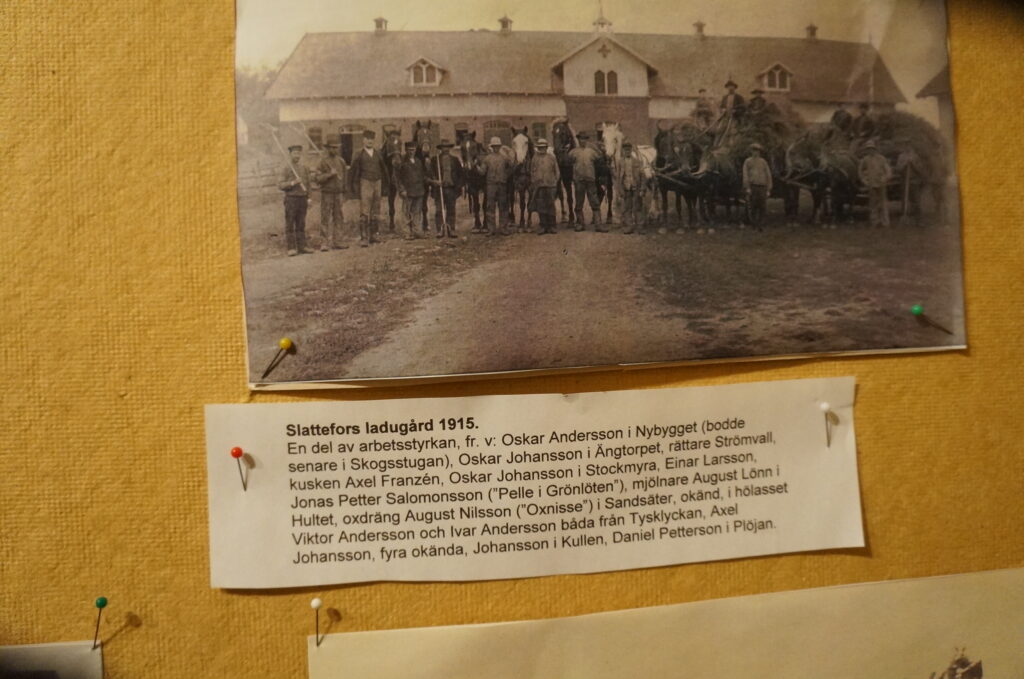 Slattefors ladugård 1915.
En del av arbetsstyrkan, fr. v: Oskar Andersson i Nybygget (bodde
senare i Skogsstugan), Oskar Johansson i Ängtorpet, rättare Strömvall,
kusken Axel Franzén, Oskar Johansson i Stockmyra, Einar Larsson,
Jonas Petter Salomonsson ("Pelle i Grönlöten"), mjölnare August Lönn i
Hultet, oxdräng August Nilsson ("Oxnisse") i Sandsäter, okänd, i hölasset
Viktor Andersson och Ivar Andersson båda från Tysklyckan, Axel
Johansson, fyra okända, Johansson i Kullen, Daniel Petterson i Plöjan.